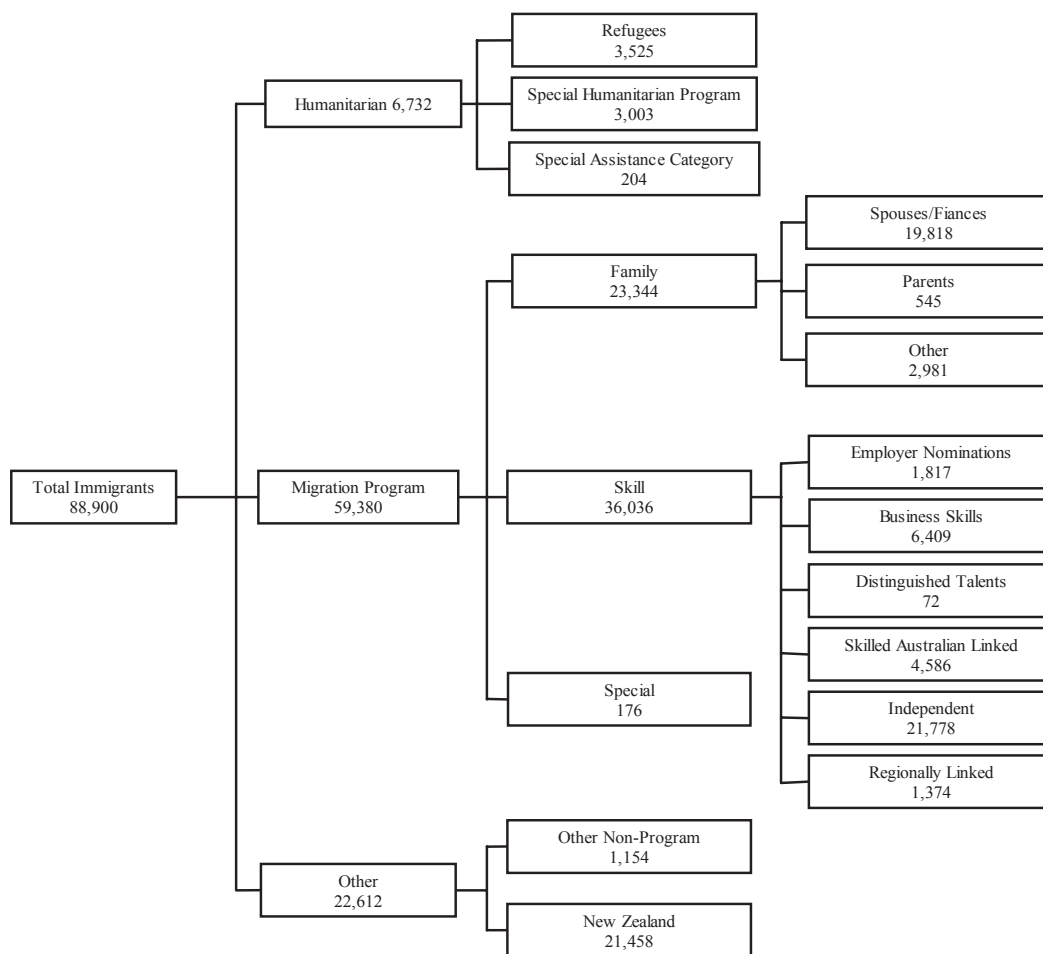 Refugees
3,525
Humanitarian 6,732
Special Humanitarian Program
3,003
Special Assistance Category
204
Spouses/Fiances
19,818
Family
23,344
Parents
545
Other
2,981
Employer Nominations
1,817
Total Immigrants
88,900
Migration Program
59,380
Skill
36,036
Business Skills
6,409
Distinguished Talents
72
Skilled Australian Linked
4,586
Special
176
Independent
21,778
Regionally Linked
1,374
Other Non-Program
1,154
Other
22,612
New Zealand
21,458